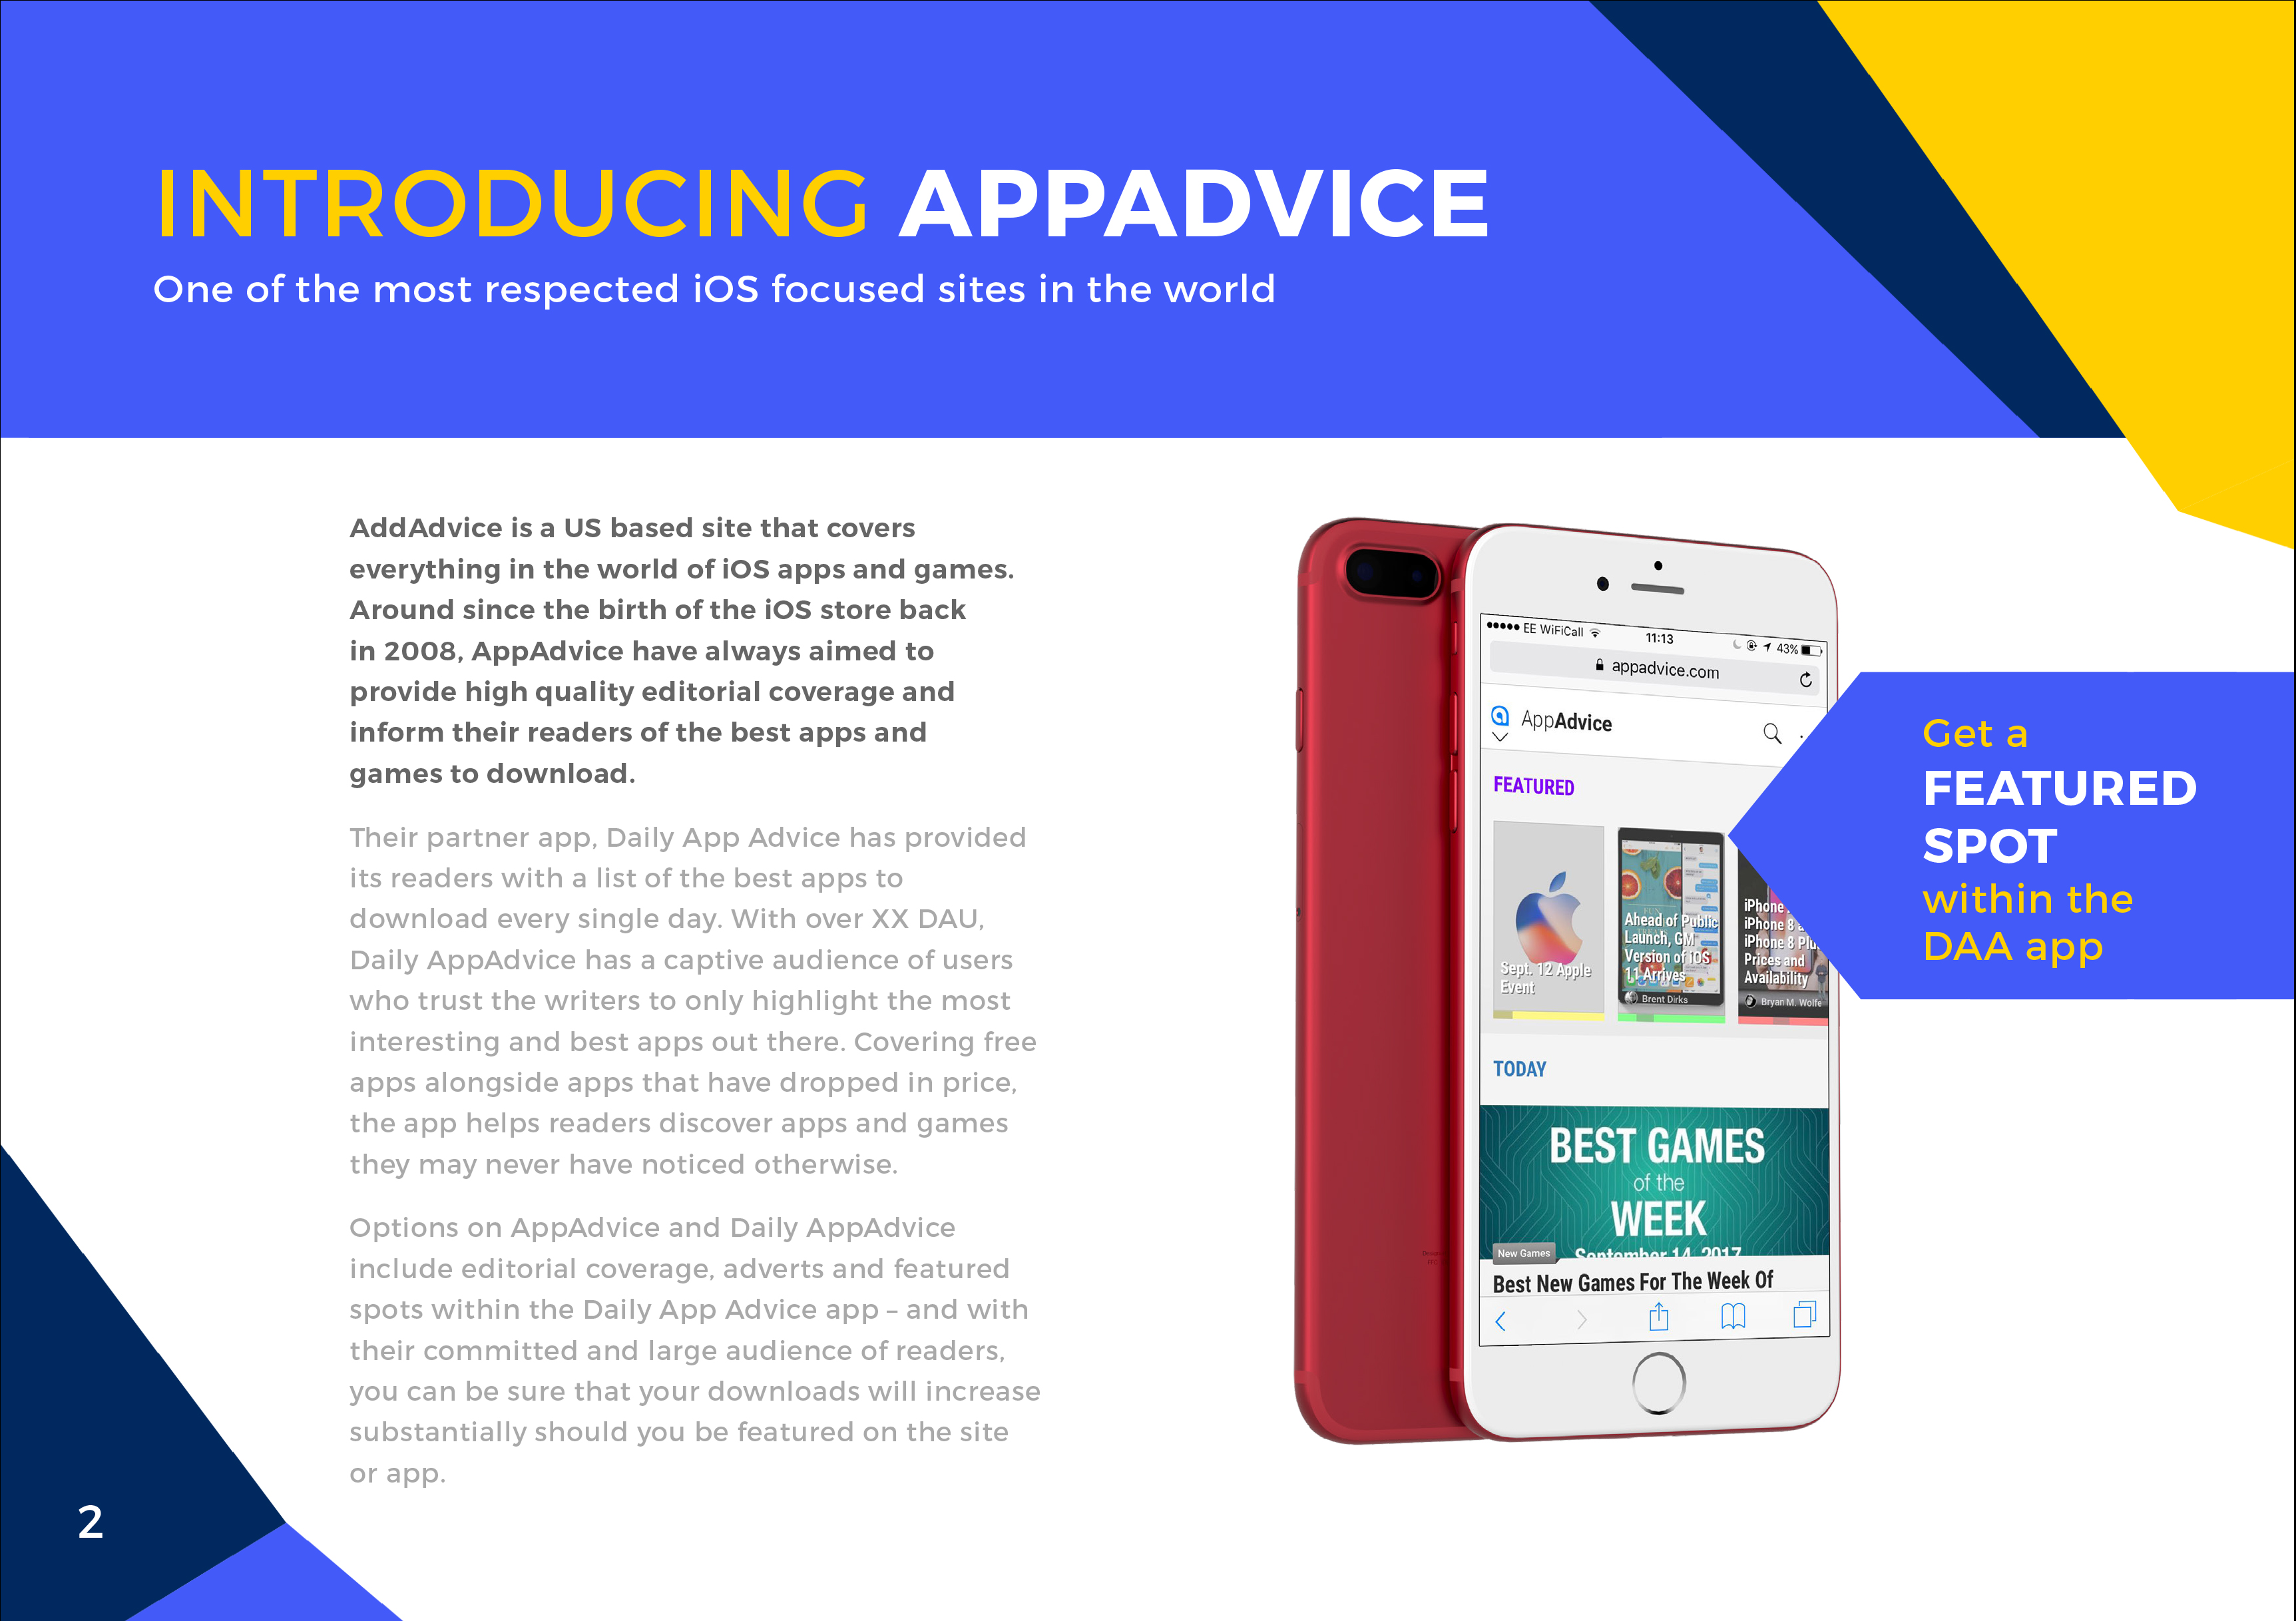 INTRODUCING APPADVICE
One of the most respected iOS focused sites in the world
AddAdvice is a US based site that covers
everything in the world of iOS apps and games.
Around since the birth of the iOS store back
in 2008, AppAdvice have always aimed to
provide high quality editorial coverage and
inform their readers of the best apps and
games to download.
Their partner app, Daily App Advice has provided
its readers with a list of the best apps to
download every single day. With over XX DAU,
Daily AppAdvice has a captive audience of users
who trust the writers to only highlight the most
interesting and best apps out there. Covering free
apps alongside apps that have dropped in price,
the app helps readers discover apps and games
they may never have noticed otherwise.
Options on AppAdvice and Daily AppAdvice
include editorial coverage, adverts and featured
spots within the Daily App Advice app – and with
their committed and large audience of readers,
you can be sure that your downloads will increase
substantially should you be featured on the site
or app.
EE WiFiCall 11:13 43%
appadvice.com
AppAdvice
FEATURED
Sept. 12 Apple
Event
Ahead of Public
Launch, GM
Version of iOS
11 Arrives
Brent Dirks
iPhone
iPhone 8
iPhone 8 Plu
Prices and
Availability
Bryan M. Wolfe
TODAY
BEST GAMES
of the
WEEK
September 14, 2017
New Games
Best New Games For The Week Of
Get a
FEATURED
SPOT
within the
DAA app
2